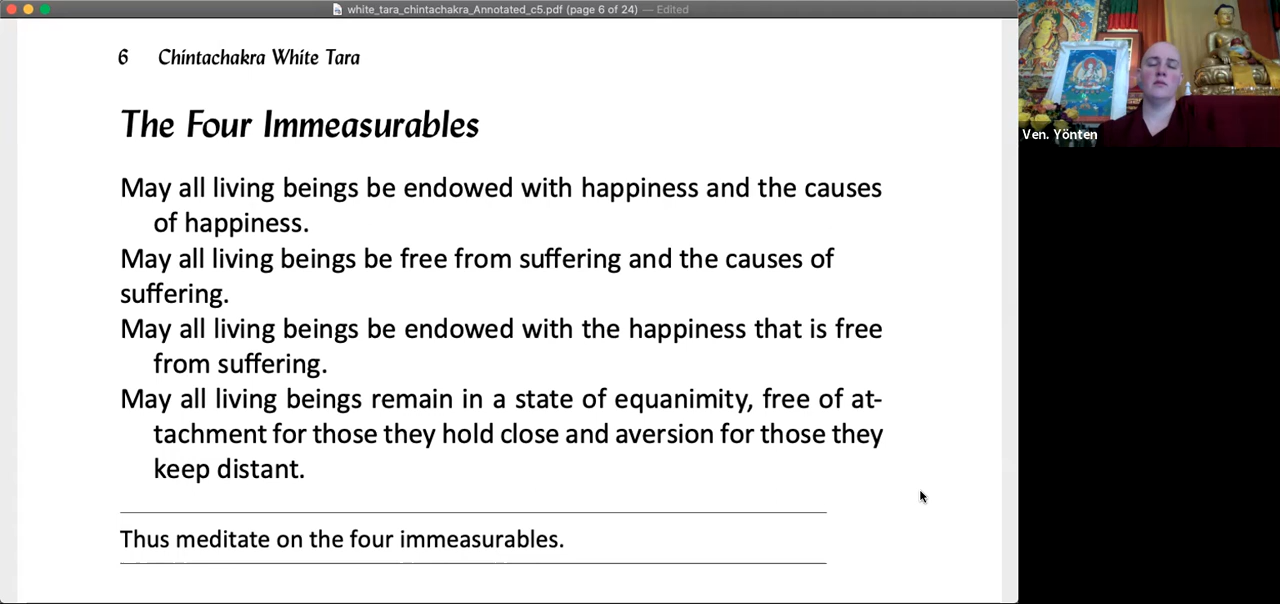 white_tara_chintachakra_Annotated_c5.pdf (page 6 of 24) — Edited
6 Chintachakra White Tara
The Four Immeasurables
May all living beings be endowed with happiness and the causes
of happiness.
May all living beings be free from suffering and the causes of
suffering.
May all living beings be endowed with the happiness that is free
from suffering.
May all living beings remain in a state of equanimity, free of at-
tachment for those they hold close and aversion for those they
keep distant.
Thus meditate on the four immeasurables.
Ven. Yönten